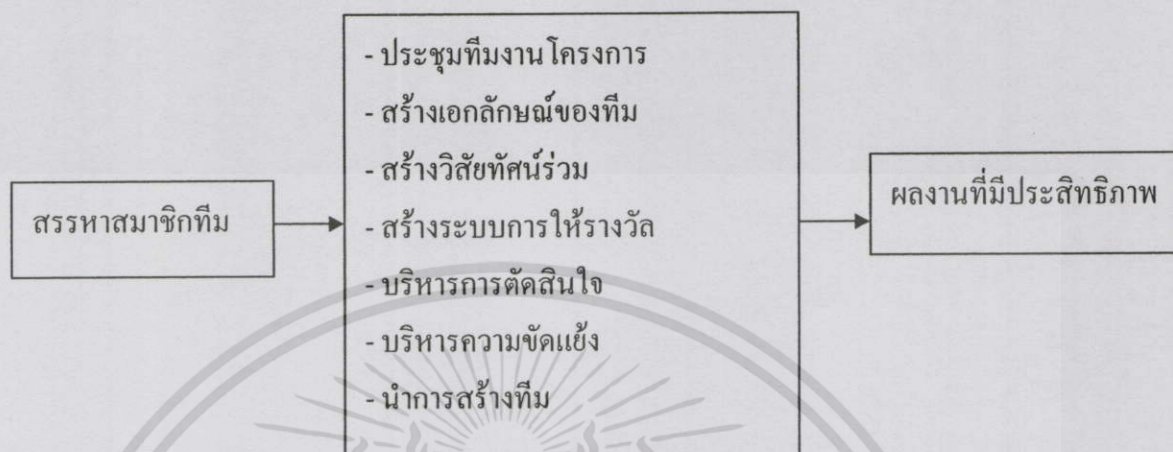 สรรหาสมาชิกทีม
- ประชุมทีมงานโครงการ
- สร้างเอกลักษณ์ของทีม
- สร้างวิสัยทัศน์ร่วม
- สร้างระบบการให้รางวัล
- บริหารการตัดสินใจ
- บริหารความขัดแย้ง
- นำการสร้างทีม
ผลงานที่มีประสิทธิภาพ